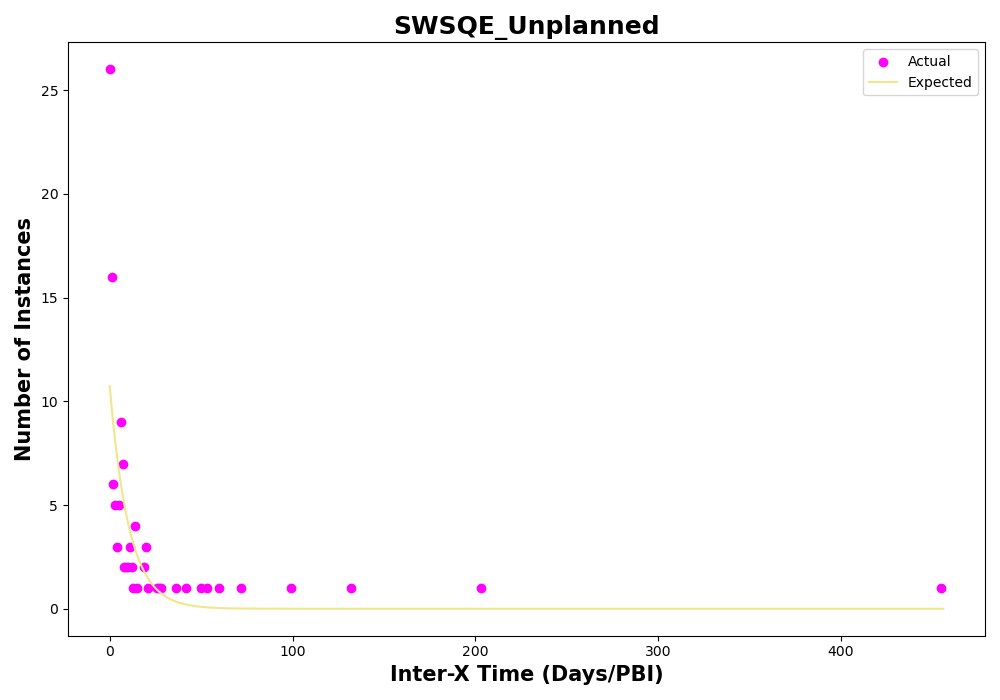 SWSQE_Unplanned
Actual
Expected
Number of Instances
25
20
15
10
5
0
0 100 200 300 400
Inter-X Time (Days/PBI)